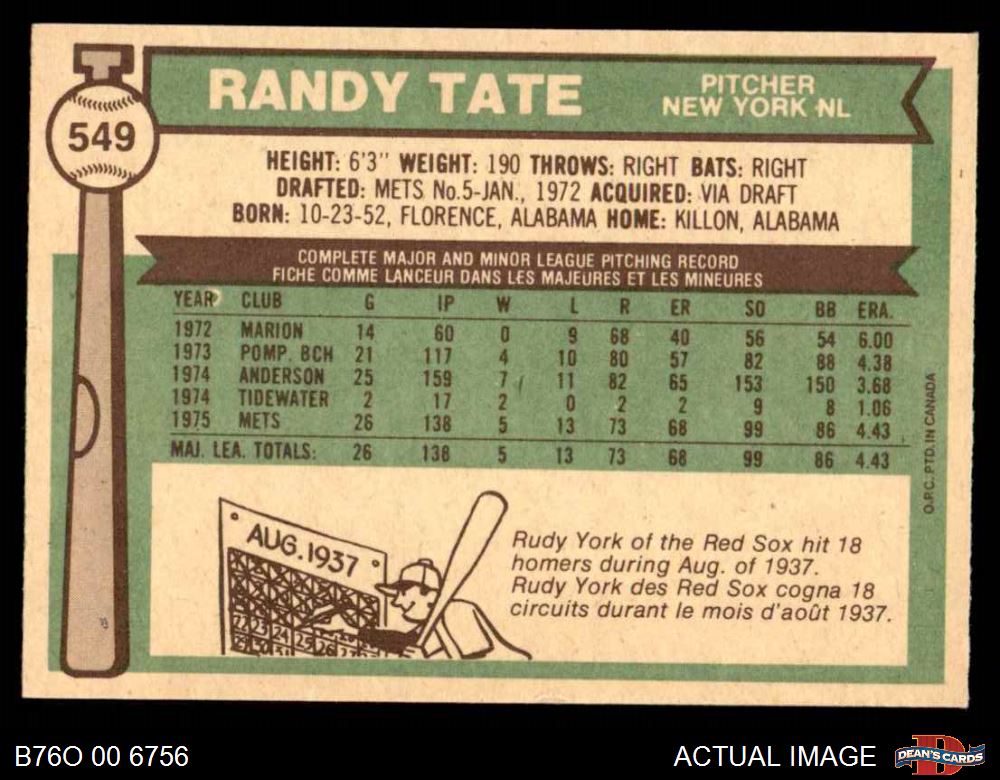 549
RANDY TATE
PITCHER
NEW YORK NL
HEIGHT: 6'3" WEIGHT: 190 THROWS: RIGHT BATS: RIGHT
DRAFTED: METS No.5-JAN., 1972 ACQUIRED: VIA DRAFT
BORN: 10-23-52, FLORENCE, ALABAMA HOME: KILLON, ALABAMA
COMPLETE MAJOR AND MINOR LEAGUE PITCHING RECORD
FICHE COMME LANCEUR DANS LES MAJEURES ET LES MINEURES
YEAR CLUB G IP W L R ER SO BB ERA.
1972 MARION 14 60 0 9 68 40 56 54 6.00
1973 POMP. BCH 21 117 4 10 80 57 82 88 4.38
1974 ANDERSON 25 159 7 11 82 65 153 150 3.68
1974 TIDEWATER 2 17 2 0 2 2 9 8 1.06
1975 METS 26 138 5 13 73 68 99 86 4.43
MAJ. LEA. TOTALS: 26 138 5 13 73 68 99 86 4.43
O.P.C. PTD. IN CANADA
AUG. 1937
22 23 24 25 26
29 30 31
Rudy York of the Red Sox hit 18
homers during Aug. of 1937.
Rudy York des Red Sox cogna 18
circuits durant le mois d'août 1937.
B76O 00 6756
ACTUAL IMAGE
DEAN'S CARDS